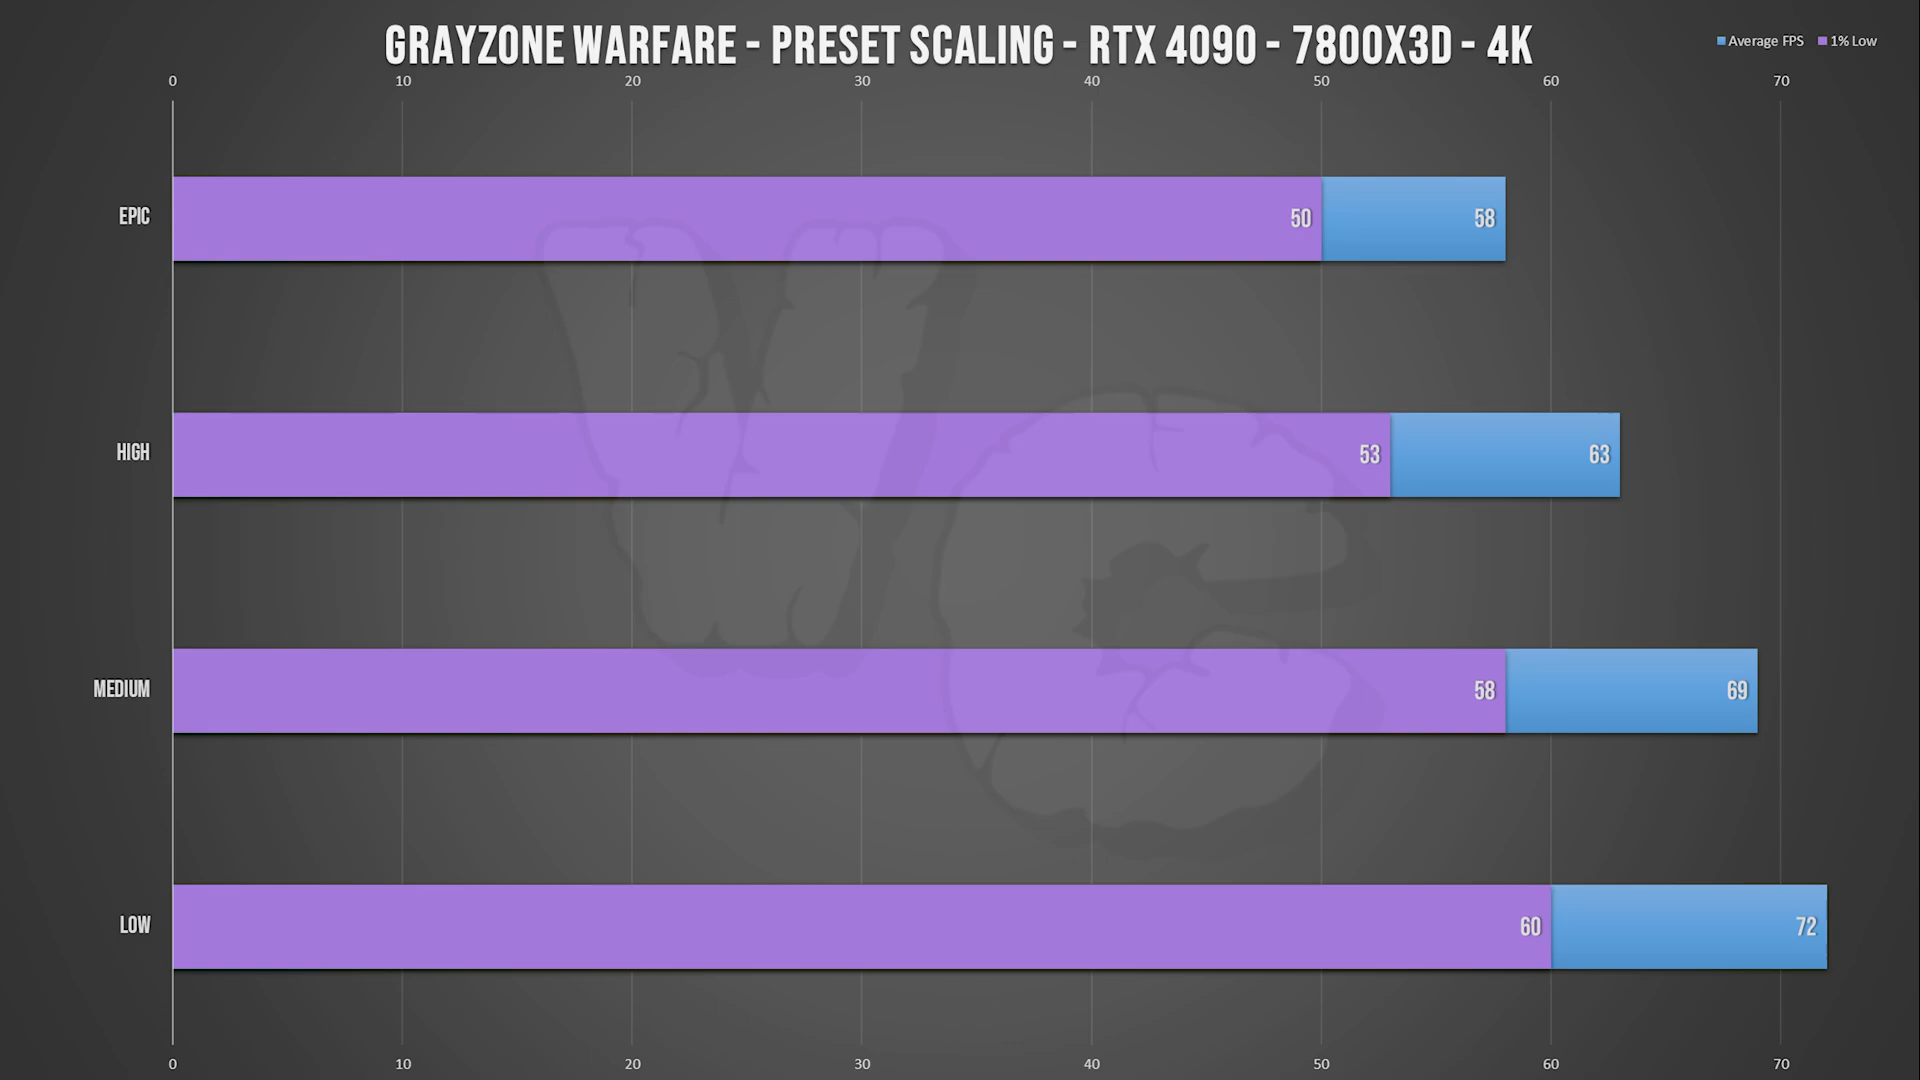 GRAYZONE WARFARE - PRESET SCALING - RTX 4090 - 7800X3D - 4K
Average FPS 1% Low
0 10 20 30 40 50 60 70
EPIC 50 58
HIGH 53 63
MEDIUM 58 69
LOW 60 72
0 10 20 30 40 50 60 70